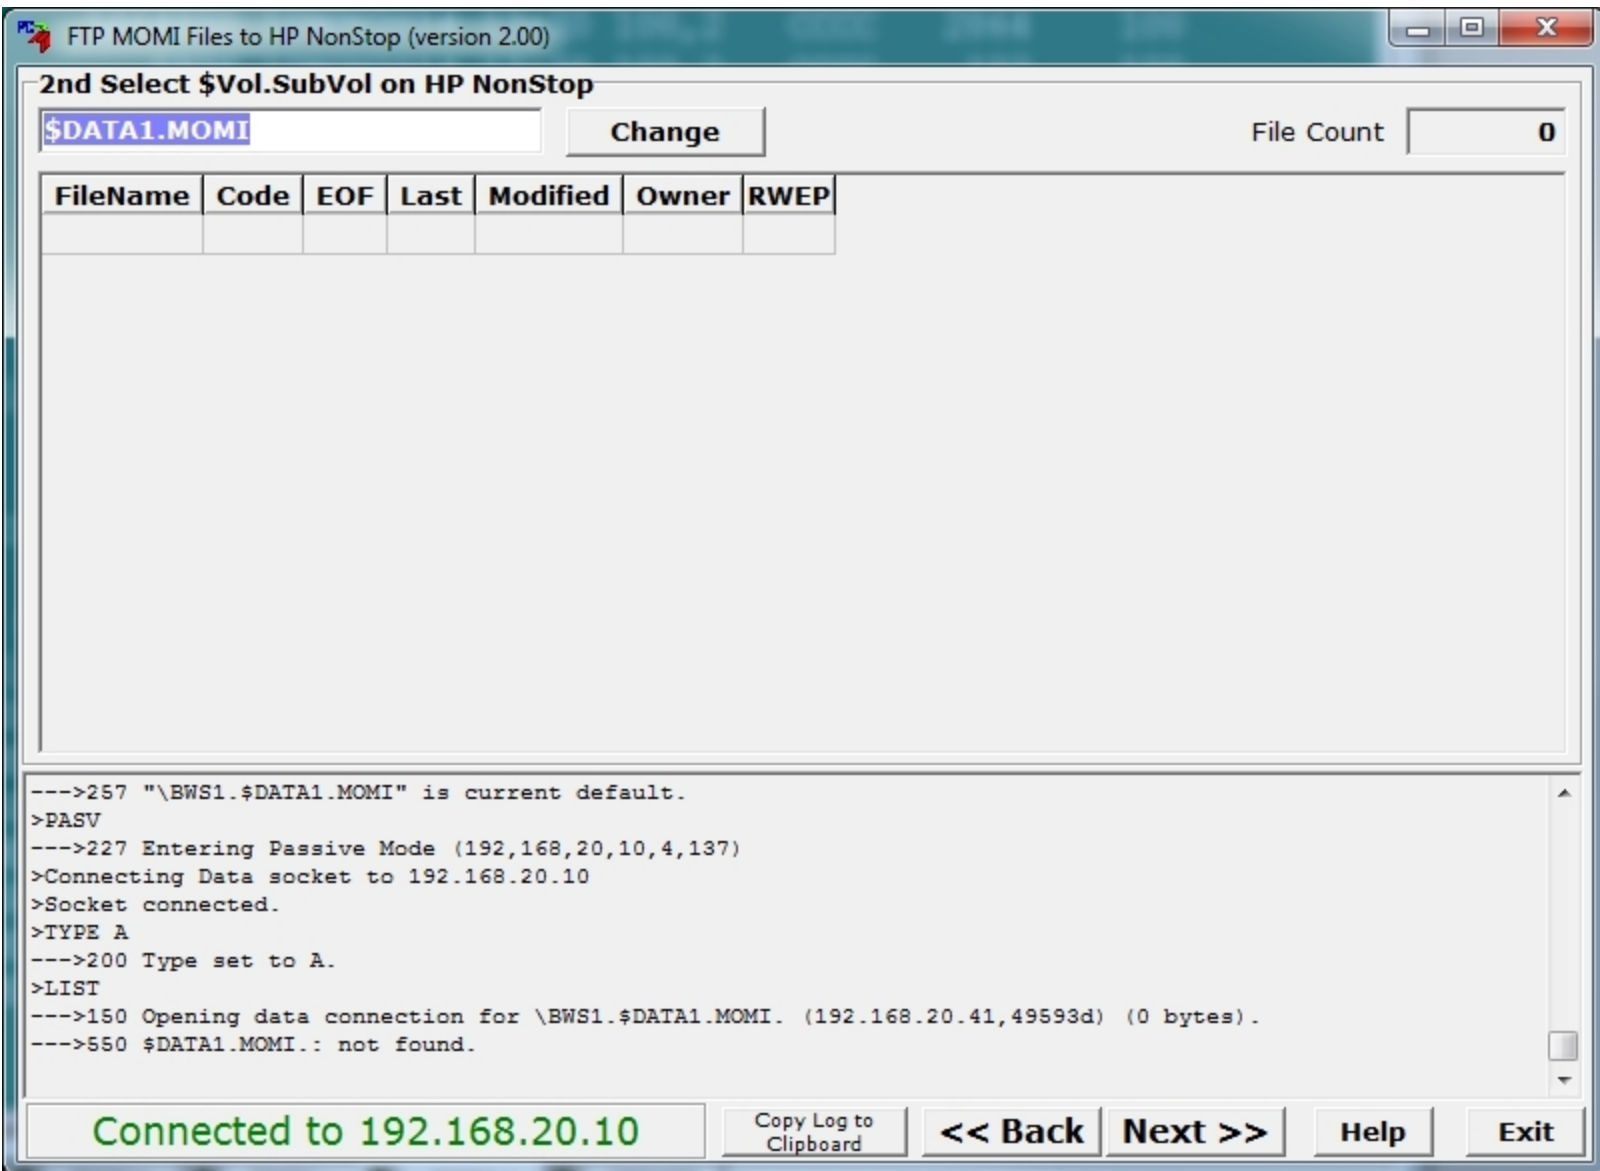 FTP MOMI Files to HP NonStop (version 2.00)
2nd Select $Vol.SubVol on HP NonStop
$DATA1.MOMI Change File Count 0
FileName Code EOF Last Modified Owner RWEP
--->257 "\BWS1.$DATA1.MOMI" is current default.
>PASV
--->227 Entering Passive Mode (192,168,20,10,4,137)
>Connecting Data socket to 192.168.20.10
>Socket connected.
>TYPE A
--->200 Type set to A.
>LIST
--->150 Opening data connection for \BWS1.$DATA1.MOMI. (192.168.20.41,49593d) (0 bytes).
--->550 $DATA1.MOMI.: not found.
Connected to 192.168.20.10
Copy Log to
Clipboard
<< Back Next >> Help Exit